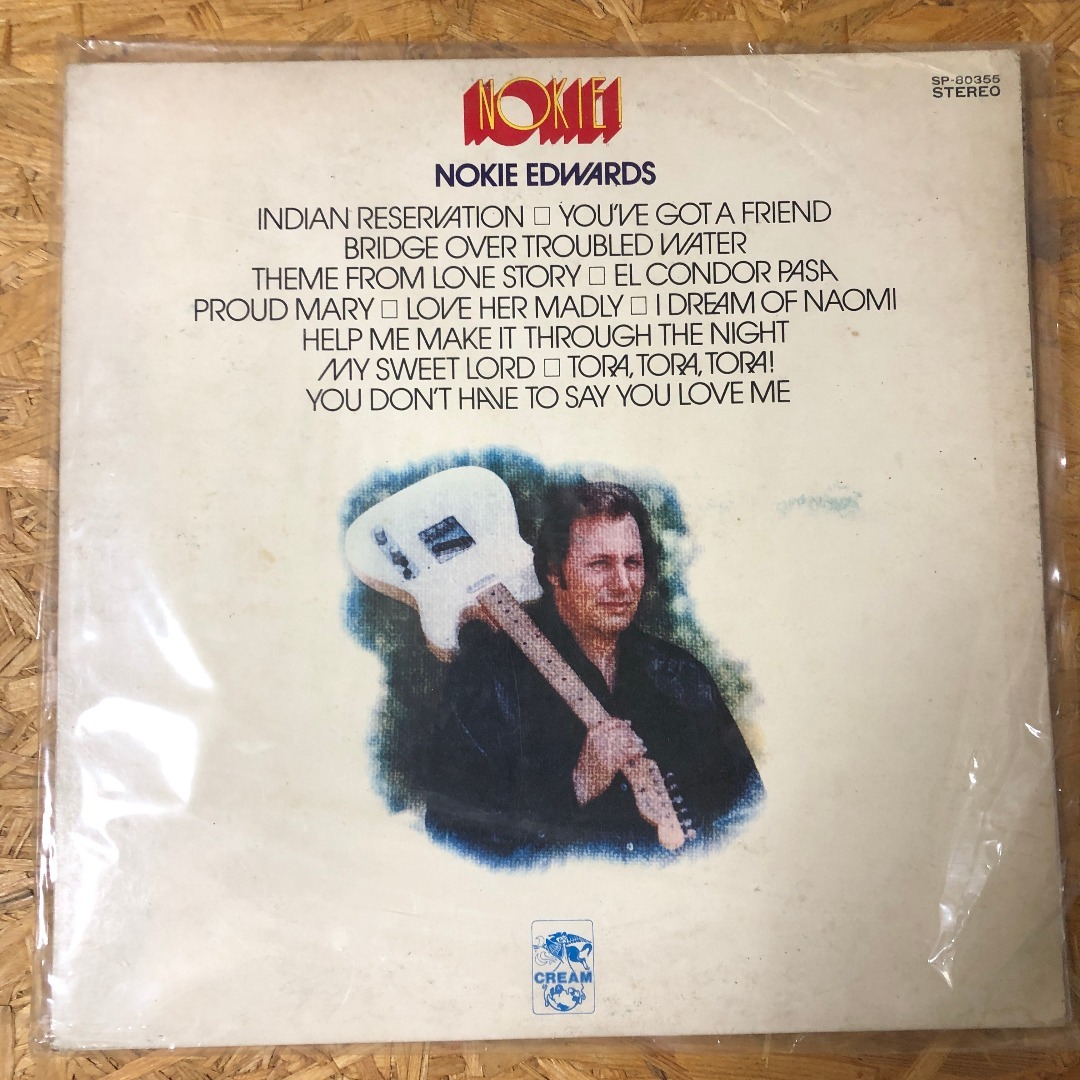 NOKIE!
SP-80355
STEREO
NOKIE EDWARDS
INDIAN RESERVATION □ YOU'VE GOT A FRIEND
BRIDGE OVER TROUBLED WATER
THEME FROM LOVE STORY □ EL CONDOR PASA
PROUD MARY □ LOVE HER MADLY □ I DREAM OF NAOMI
HELP ME MAKE IT THROUGH THE NIGHT
MY SWEET LORD □ TORA, TORA, TORA!
YOU DON'T HAVE TO SAY YOU LOVE ME
CREAM